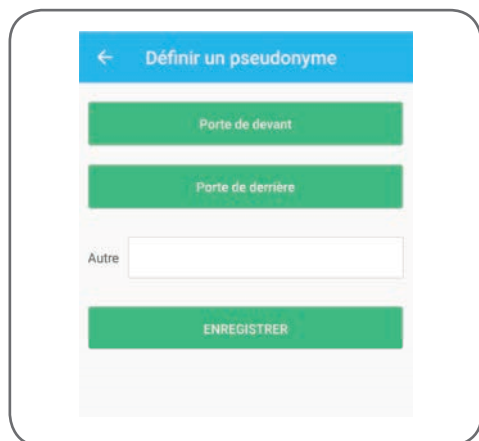 Définir un pseudonyme
Porte de devant
Porte de derrière
Autre
ENREGISTRER